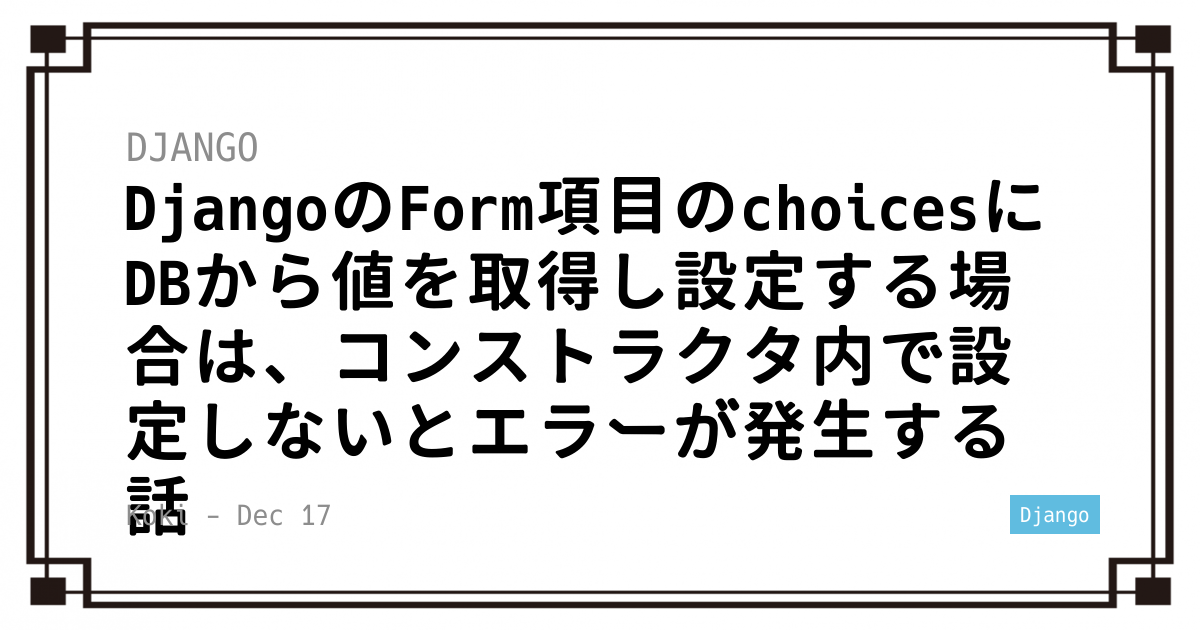 DJANGO
DjangoのForm項目のchoicesに
DBから値を取得し設定する場
合は、コンストラクタ内で設
定しないとエラーが発生する
話
Koki – Dec 17
Django